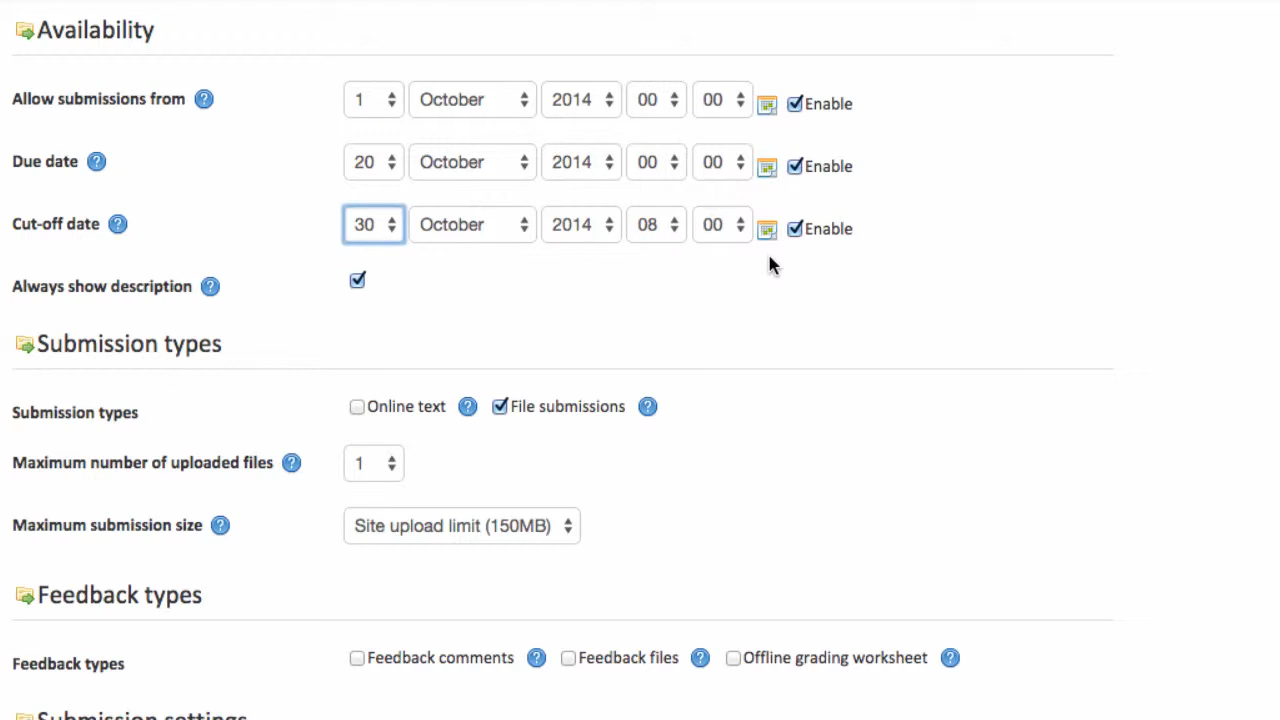 Availability
Allow submissions from ? 1 October 2014 00 00 Enable
Due date ? 20 October 2014 00 00 Enable
Cut-off date ? 30 October 2014 08 00 Enable
Always show description ?
Submission types
Submission types Online text ? File submissions ?
Maximum number of uploaded files ? 1
Maximum submission size ? Site upload limit (150MB)
Feedback types
Feedback types Feedback comments ? Feedback files ? Offline grading worksheet ?
Submission settings